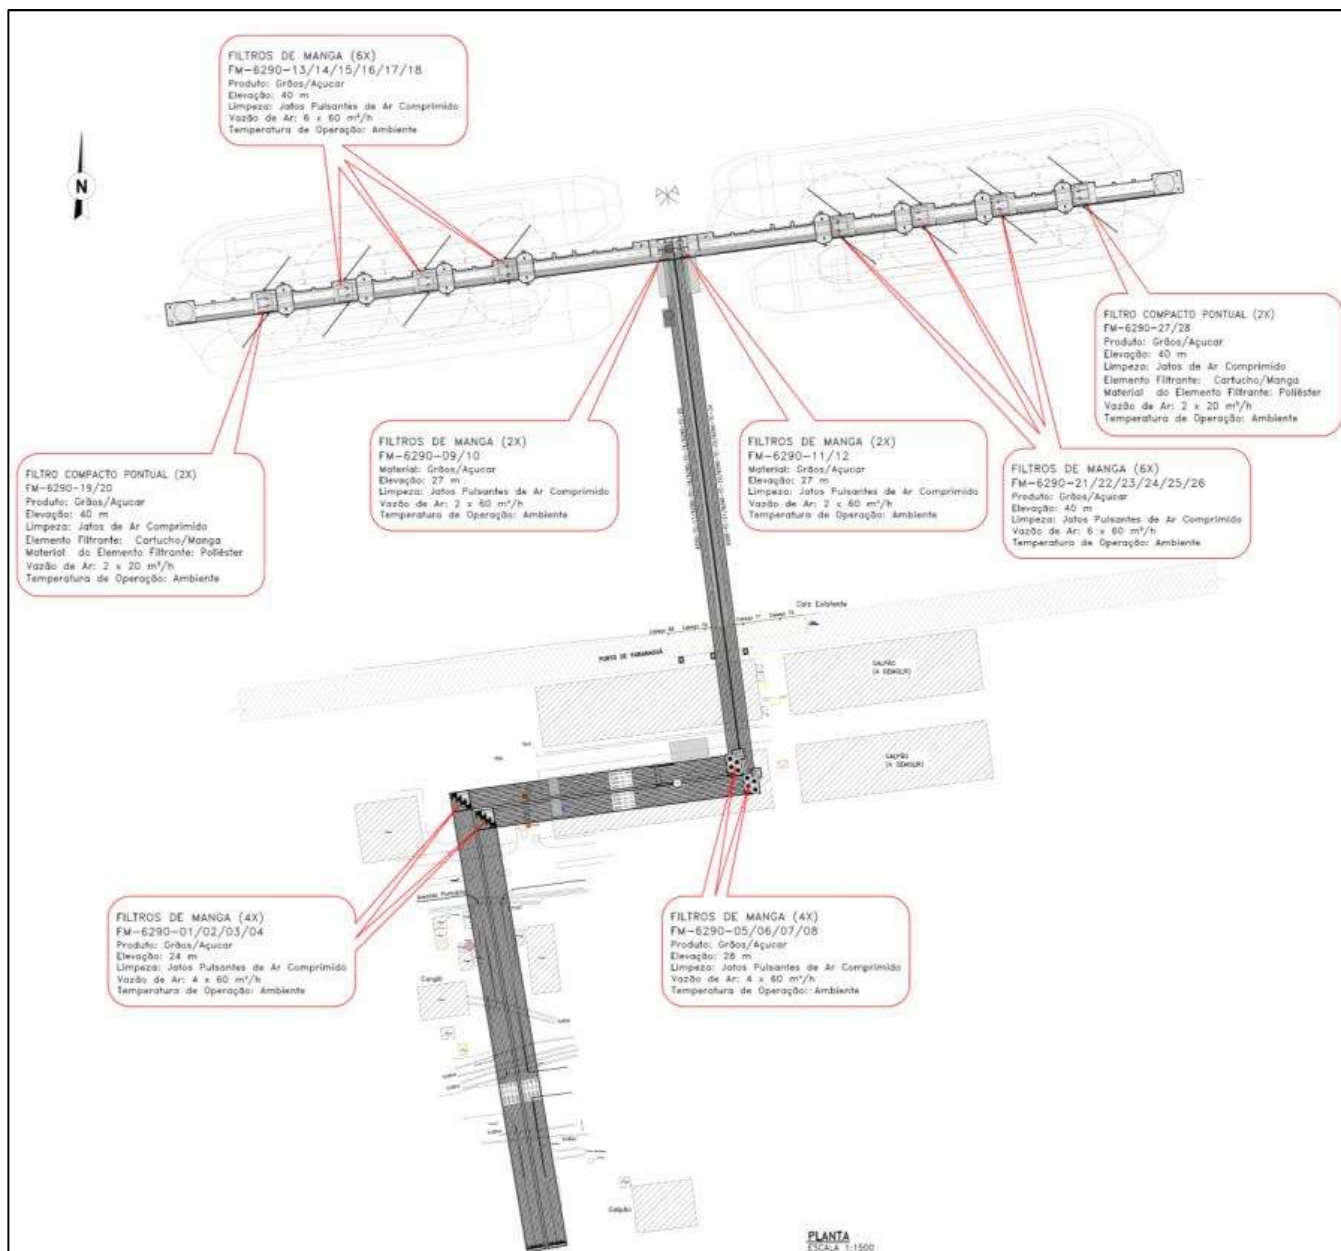 FILTROS DE MANGA (6X)
FM-6290-13/14/15/16/17/18
Produto: Grãos/Açucar
Elevação: 40 m
Limpeza: Jatos Pulsantes de Ar Comprimido
Vazão de Ar: 6 x 60 m³/h
Temperatura de Operação: Ambiente
N
FILTRO COMPACTO PONTUAL (2X)
FM-6290-27/28
Produto: Grãos/Açucar
Elevação: 40 m
Limpeza: Jatos de Ar Comprimido
Elemento Filtrante: Cartucho/Manga
Material do Elemento Filtrante: Poliéster
Vazão de Ar: 2 x 20 m³/h
Temperatura de Operação: Ambiente
FILTROS DE MANGA (2X)
FM-6290-09/10
Material: Grãos/Açucar
Elevação: 27 m
Limpeza: Jatos Pulsantes de Ar Comprimido
Vazão de Ar: 2 x 60 m³/h
Temperatura de Operação: Ambiente
FILTROS DE MANGA (2X)
FM-6290-11/12
Material: Grãos/Açucar
Elevação: 27 m
Limpeza: Jatos Pulsantes de Ar Comprimido
Vazão de Ar: 2 x 60 m³/h
Temperatura de Operação: Ambiente
FILTRO COMPACTO PONTUAL (2X)
FM-6290-19/20
Produto: Grãos/Açucar
Elevação: 40 m
Limpeza: Jatos de Ar Comprimido
Elemento Filtrante: Cartucho/Manga
Material do Elemento Filtrante: Poliéster
Vazão de Ar: 2 x 20 m³/h
Temperatura de Operação: Ambiente
FILTROS DE MANGA (6X)
FM-6290-21/22/23/24/25/26
Produto: Grãos/Açucar
Elevação: 40 m
Limpeza: Jatos Pulsantes de Ar Comprimido
Vazão de Ar: 6 x 60 m³/h
Temperatura de Operação: Ambiente
Cais Existente
PORTO DE PARANAGUÁ
GALPÃO
(A DEMOLIR)
GALPÃO
(A DEMOLIR)
FILTROS DE MANGA (4X)
FM-6290-01/02/03/04
Produto: Grãos/Açucar
Elevação: 24 m
Limpeza: Jatos Pulsantes de Ar Comprimido
Vazão de Ar: 4 x 60 m³/h
Temperatura de Operação: Ambiente
FILTROS DE MANGA (4X)
FM-6290-05/06/07/08
Produto: Grãos/Açucar
Elevação: 28 m
Limpeza: Jatos Pulsantes de Ar Comprimido
Vazão de Ar: 4 x 60 m³/h
Temperatura de Operação: Ambiente
Cargill
Galpão
PLANTA
ESCALA 1:1500